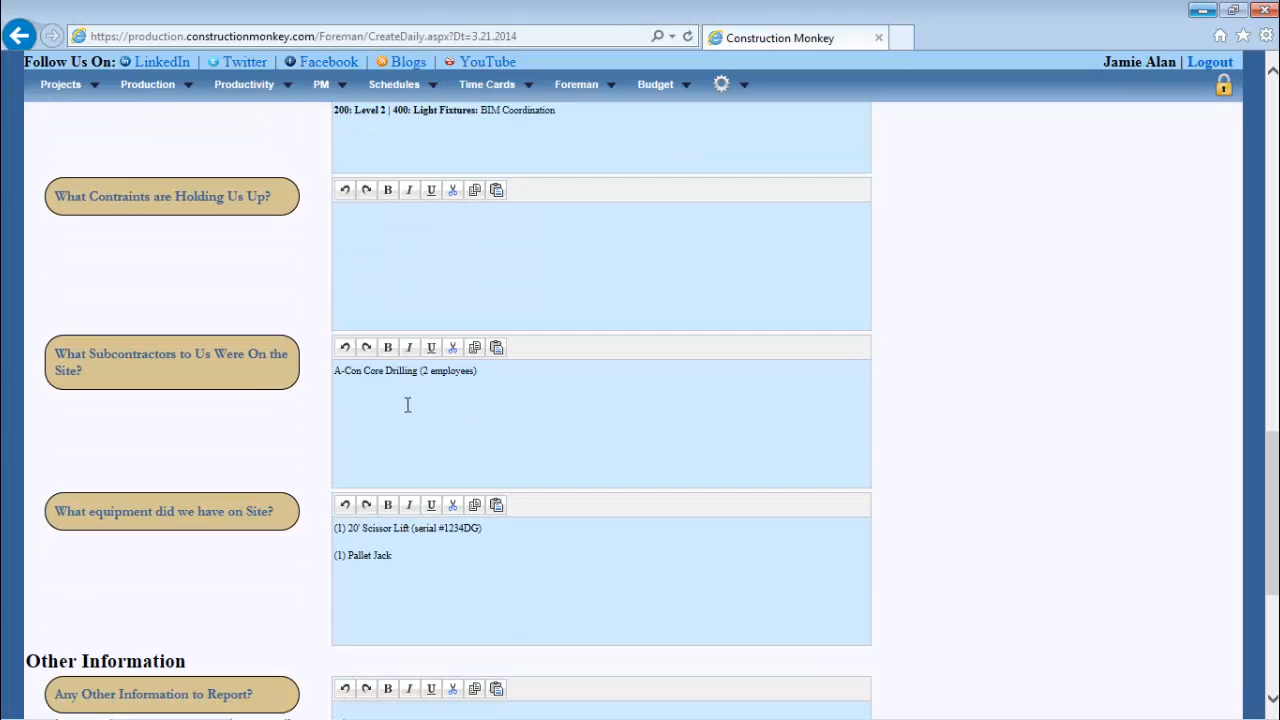 https://production.constructionmonkey.com/Foreman/CreateDaily.aspx?Dt=3.21.2014
Construction Monkey
Follow Us On: LinkedIn | Twitter | Facebook | Blogs | YouTube
Jamie Alan | Logout
Projects Production Productivity PM Schedules Time Cards Foreman Budget
200: Level 2 | 400: Light Fixtures: BIM Coordination
What Contraints are Holding Us Up?
B I U
What Subcontractors to Us Were On the
Site?
B I U
A-Con Core Drilling (2 employees)
What equipment did we have on Site?
B I U
(1) 20' Scissor Lift (serial #1234DG)
(1) Pallet Jack
Other Information
Any Other Information to Report?
B I U